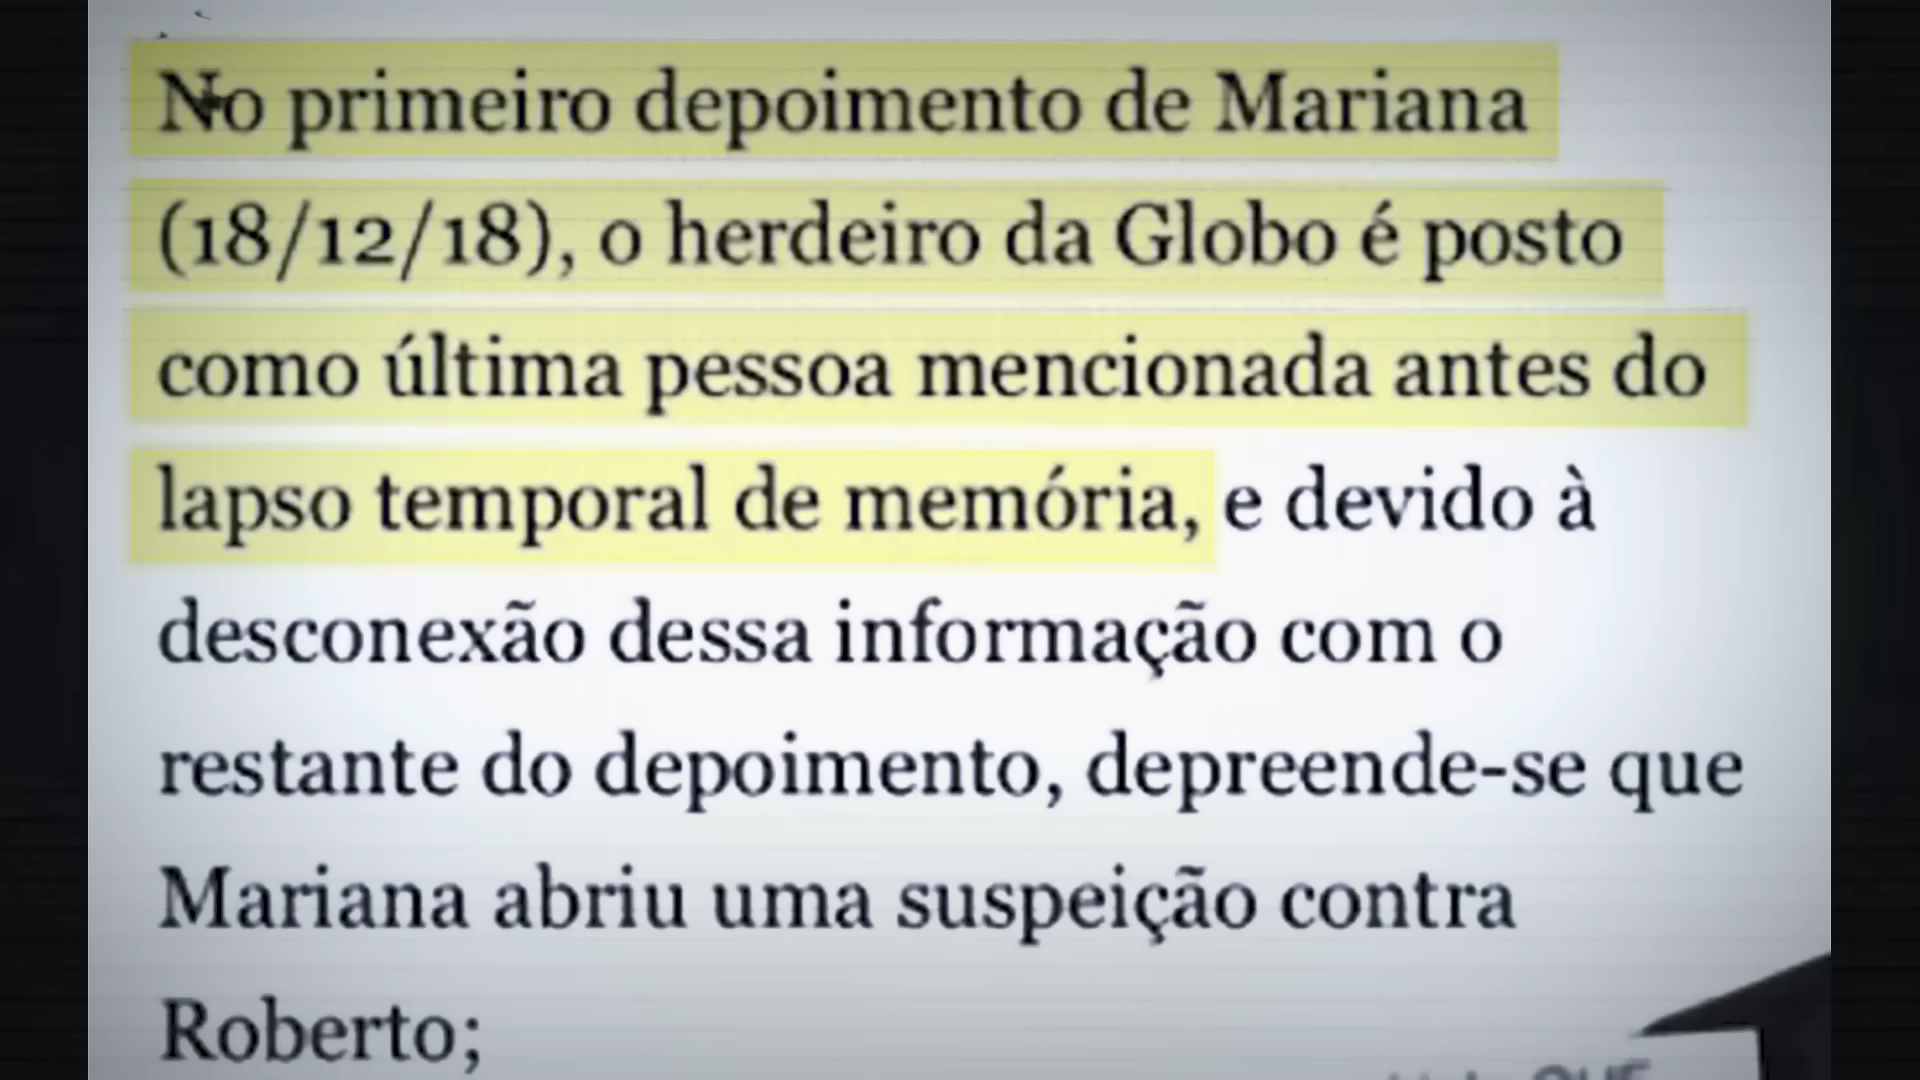 No primeiro depoimento de Mariana
(18/12/18), o herdeiro da Globo é posto
como última pessoa mencionada antes do
lapso temporal de memória, e devido à
desconexão dessa informação com o
restante do depoimento, depreende-se que
Mariana abriu uma suspeição contra
Roberto;